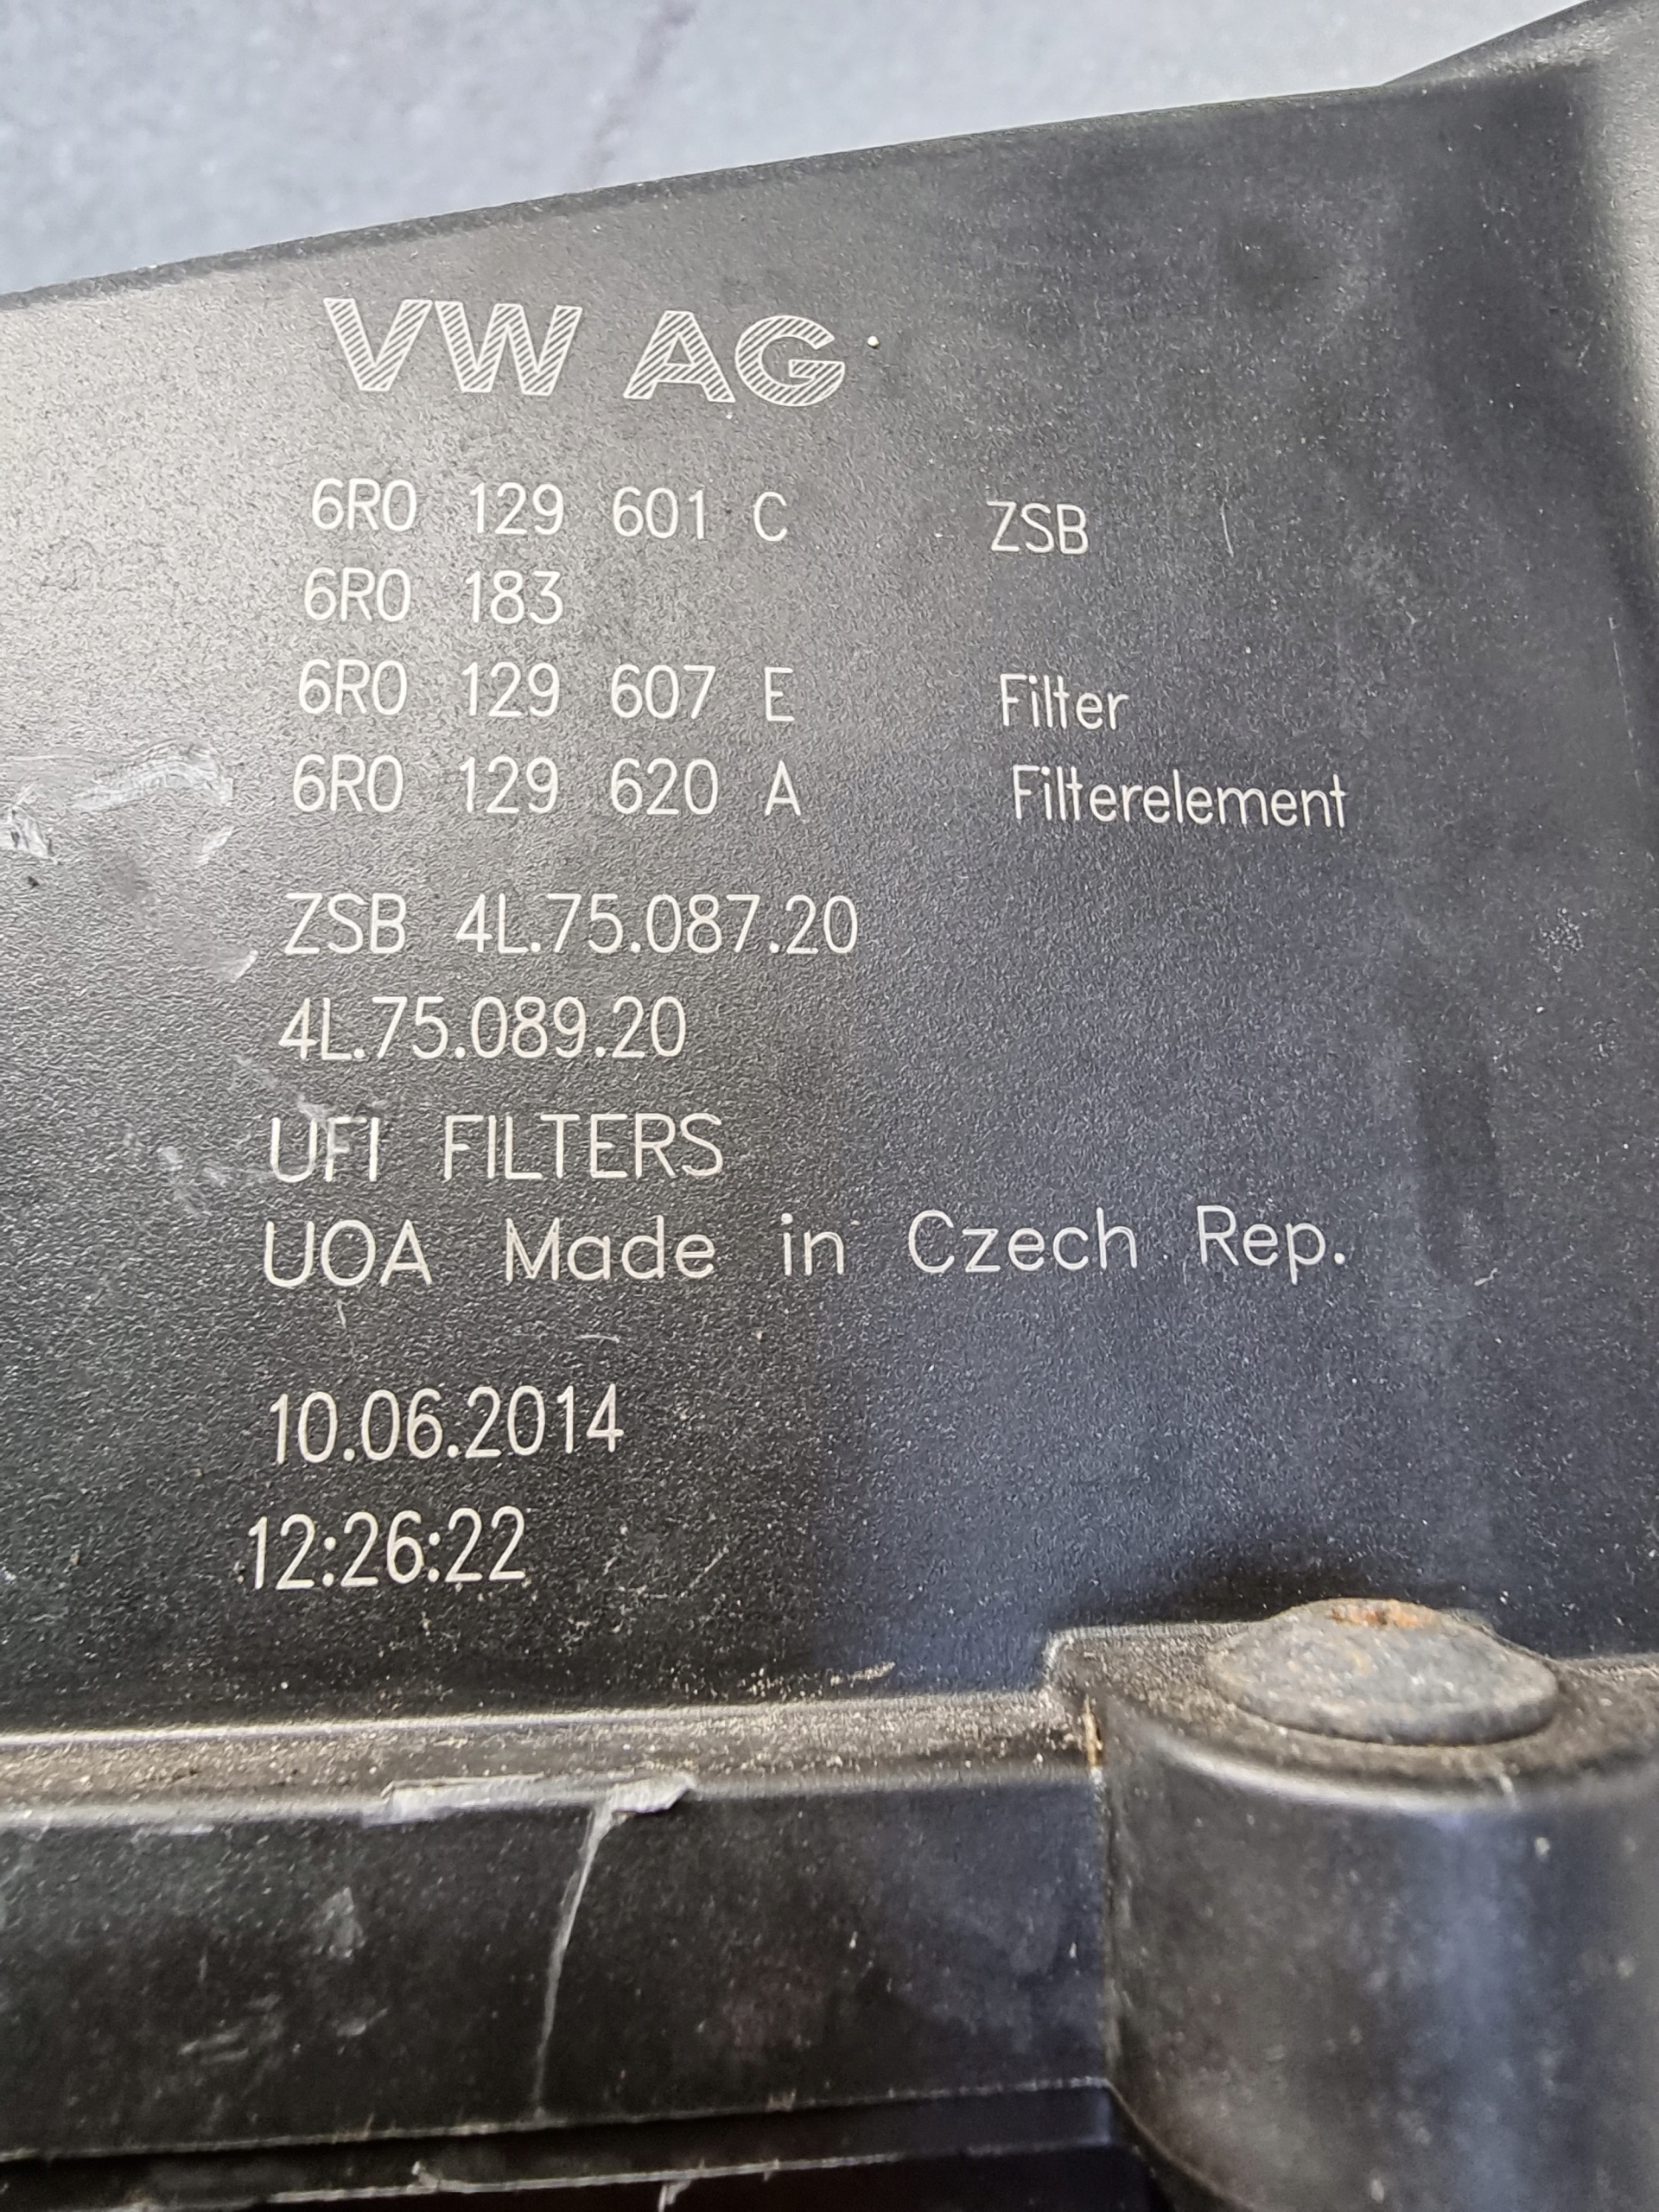 VW AG
6R0 129 601 C ZSB
6R0 183
6R0 129 607 E Filter
6R0 129 620 A Filterelement
ZSB 4L.75.087.20
4L.75.089.20
UFI FILTERS
UOA Made in Czech Rep.
10.06.2014
12:26:22